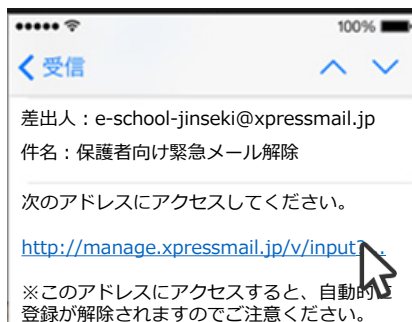 100%
受信
差出人：e-school-jinseki@xpressmail.jp
件名：保護者向け緊急メール解除
次のアドレスにアクセスしてください。
http://manage.xpressmail.jp/v/input?...
※このアドレスにアクセスすると、自動的に
登録が解除されますのでご注意ください。